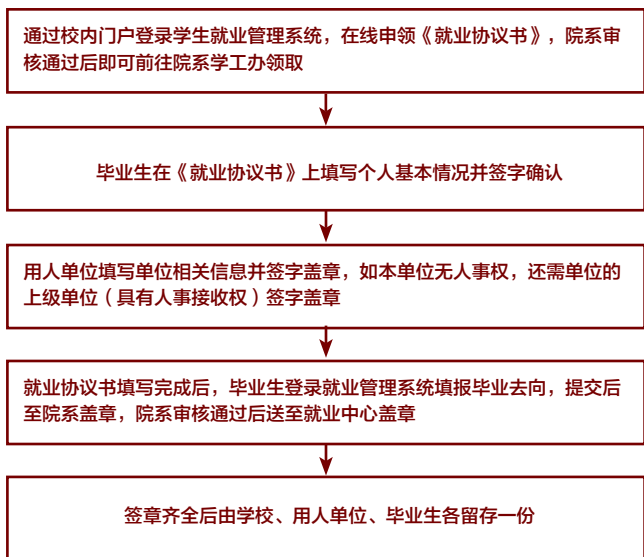 通过校内门户登录学生就业管理系统，在线申领《就业协议书》，院系审
核通过后即可前往院系学工办领取
毕业生在《就业协议书》上填写个人基本情况并签字确认
用人单位填写单位相关信息并签字盖章，如本单位无人事权，还需单位的
上级单位（具有人事接收权）签字盖章
就业协议书填写完成后，毕业生登录就业管理系统填报毕业去向，提交后
至院系盖章，院系审核通过后送至就业中心盖章
签章齐全后由学校、用人单位、毕业生各留存一份